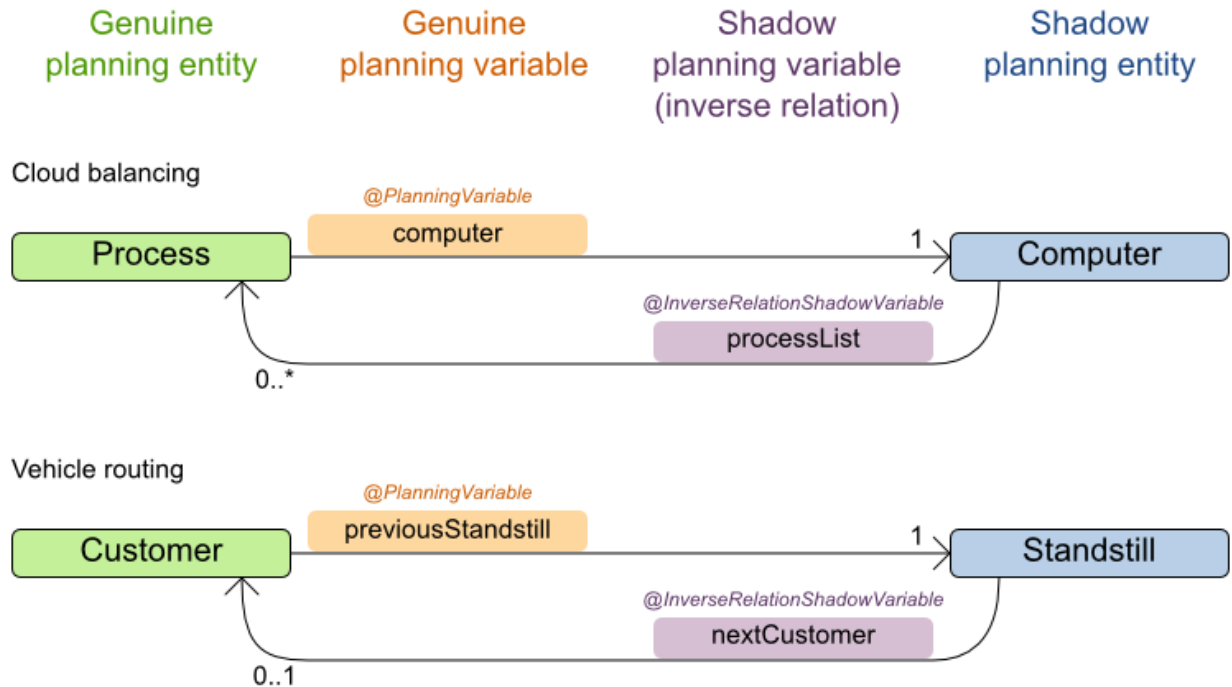 Genuine
planning entity
Genuine
planning variable
Shadow
planning variable
(inverse relation)
Shadow
planning entity
Cloud balancing
@PlanningVariable
computer
Process
1
Computer
@InverseRelationShadowVariable
processList
0..*
Vehicle routing
@PlanningVariable
previousStandstill
Customer
1
Standstill
@InverseRelationShadowVariable
nextCustomer
0..1